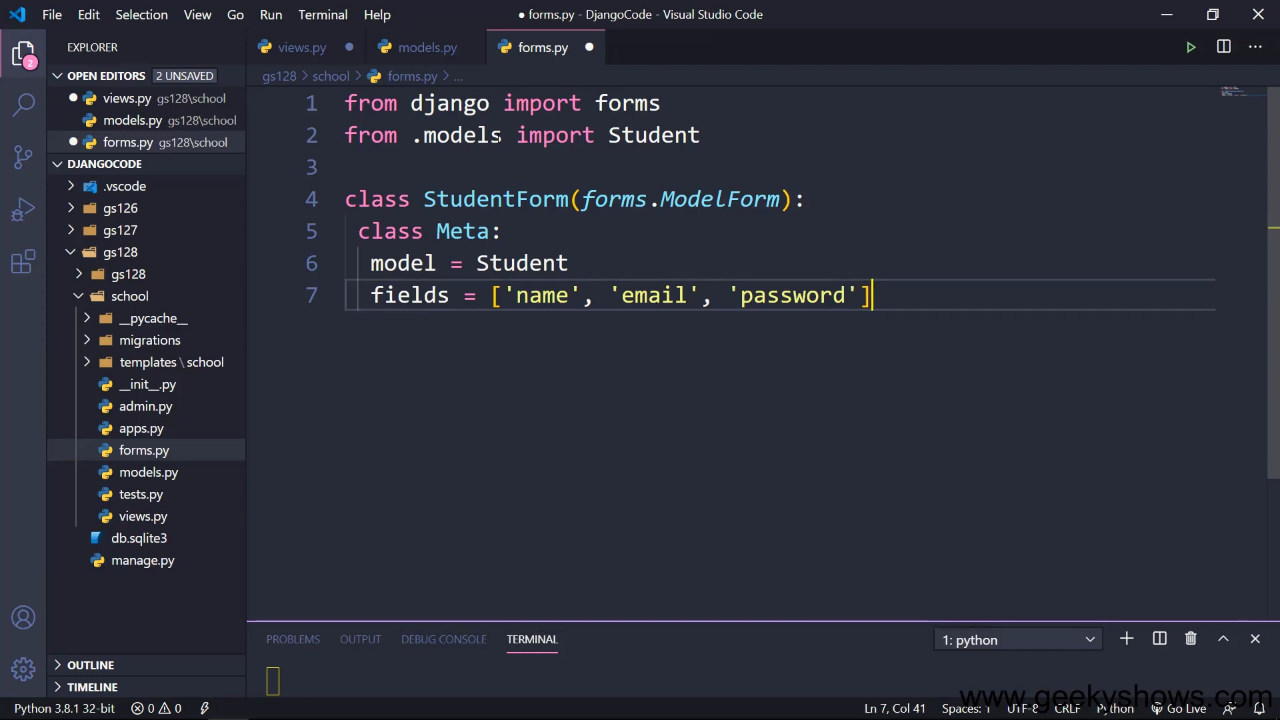 File Edit Selection View Go Run Terminal Help
● forms.py - DjangoCode - Visual Studio Code
EXPLORER
views.py ●
models.py
forms.py ●
OPEN EDITORS 2 UNSAVED
● views.py gs128\school
models.py gs128\school
● forms.py gs128\school
DJANGOCODE
.vscode
gs126
gs127
gs128
gs128
school
__pycache__
migrations
templates \ school
__init__.py
admin.py
apps.py
forms.py
models.py
tests.py
views.py
db.sqlite3
manage.py
OUTLINE
TIMELINE
2
gs128 > school > forms.py > ...
1 from django import forms
2 from .models import Student
3
4 class StudentForm(forms.ModelForm):
5 class Meta:
6 model = Student
7 fields = ['name', 'email', 'password']
PROBLEMS OUTPUT DEBUG CONSOLE TERMINAL
1: python
www.geekyshows.com
Python 3.8.1 32-bit 0 0
Ln 7, Col 41 Spaces: 1 UTF-8 CRLF Python Go Live